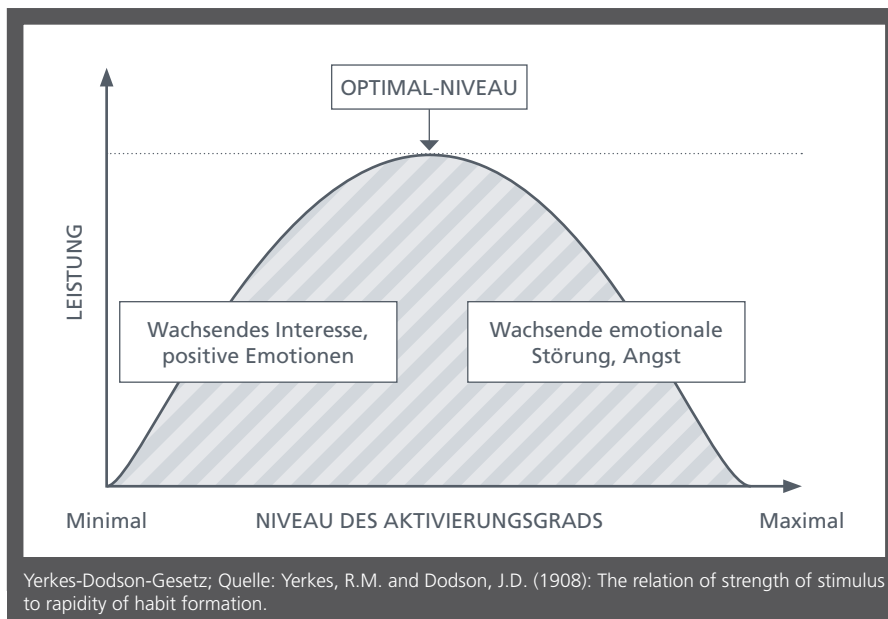 OPTIMAL-NIVEAU
LEISTUNG
Wachsendes Interesse,
positive Emotionen
Wachsende emotionale
Störung, Angst
Minimal
NIVEAU DES AKTIVIERUNGSGRADS
Maximal
Yerkes-Dodson-Gesetz; Quelle: Yerkes, R.M. and Dodson, J.D. (1908): The relation of strength of stimulus
to rapidity of habit formation.